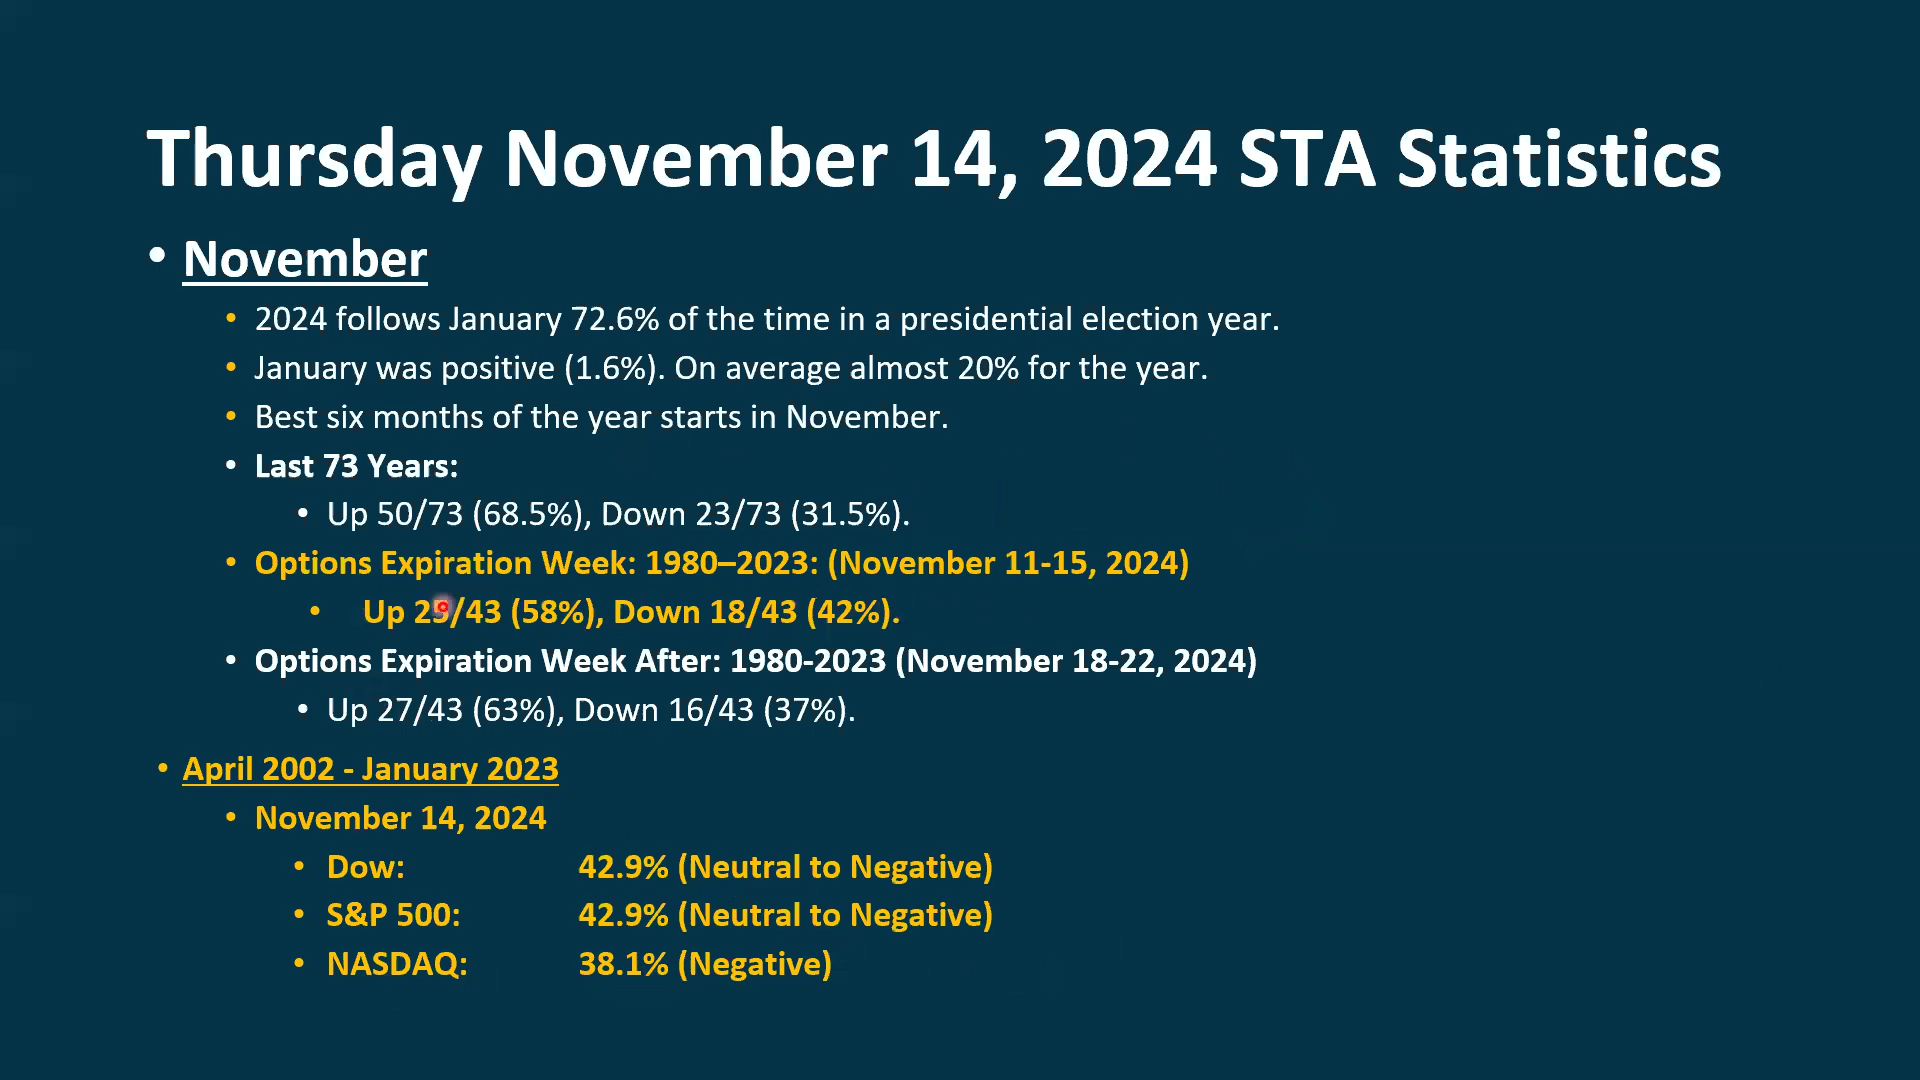 Thursday November 14, 2024 STA Statistics
• November
• 2024 follows January 72.6% of the time in a presidential election year.
• January was positive (1.6%). On average almost 20% for the year.
• Best six months of the year starts in November.
• Last 73 Years:
• Up 50/73 (68.5%), Down 23/73 (31.5%).
• Options Expiration Week: 1980–2023: (November 11-15, 2024)
• Up 25/43 (58%), Down 18/43 (42%).
• Options Expiration Week After: 1980-2023 (November 18-22, 2024)
• Up 27/43 (63%), Down 16/43 (37%).
• April 2002 - January 2023
• November 14, 2024
• Dow: 42.9% (Neutral to Negative)
• S&P 500: 42.9% (Neutral to Negative)
• NASDAQ: 38.1% (Negative)